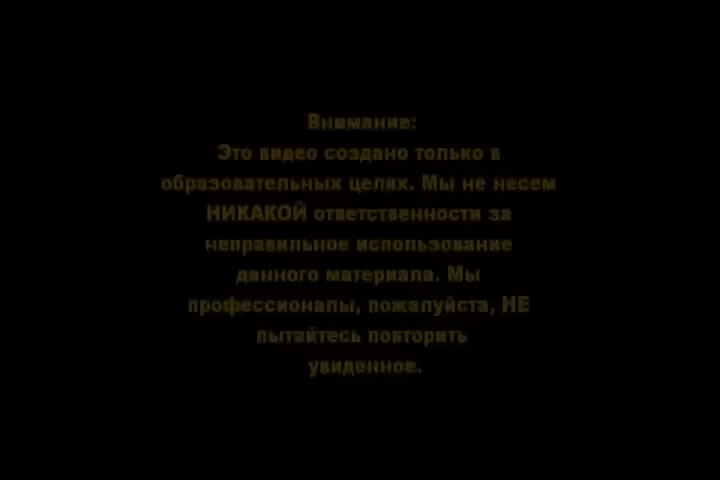 Внимание:
Это видео создано только в
образовательных целях. Мы не несем
НИКАКОЙ ответственности за
неправильное использование
данного материала. Мы
профессионалы, пожалуйста, НЕ
пытайтесь повторить
увиденное.